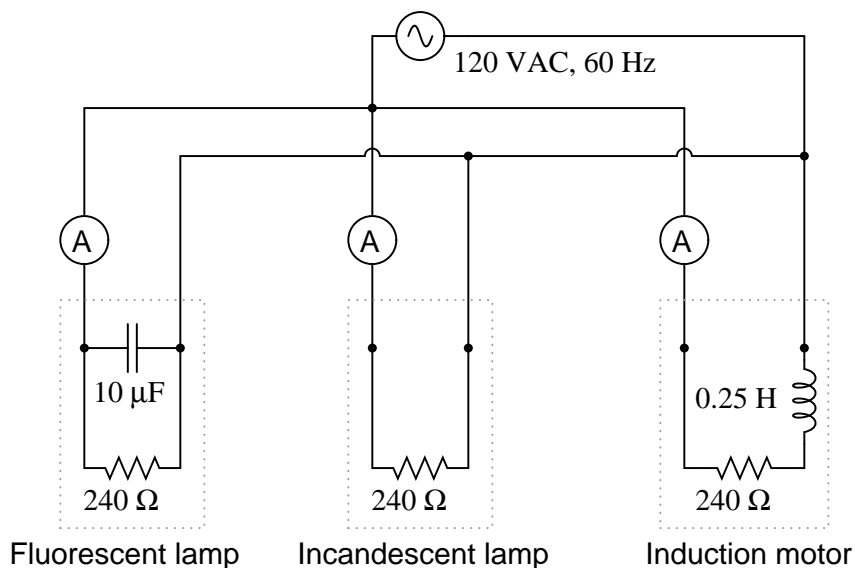 120 VAC, 60 Hz
A
A
A
10 μF
0.25 H
240 Ω
240 Ω
240 Ω
Fluorescent lamp
Incandescent lamp
Induction motor